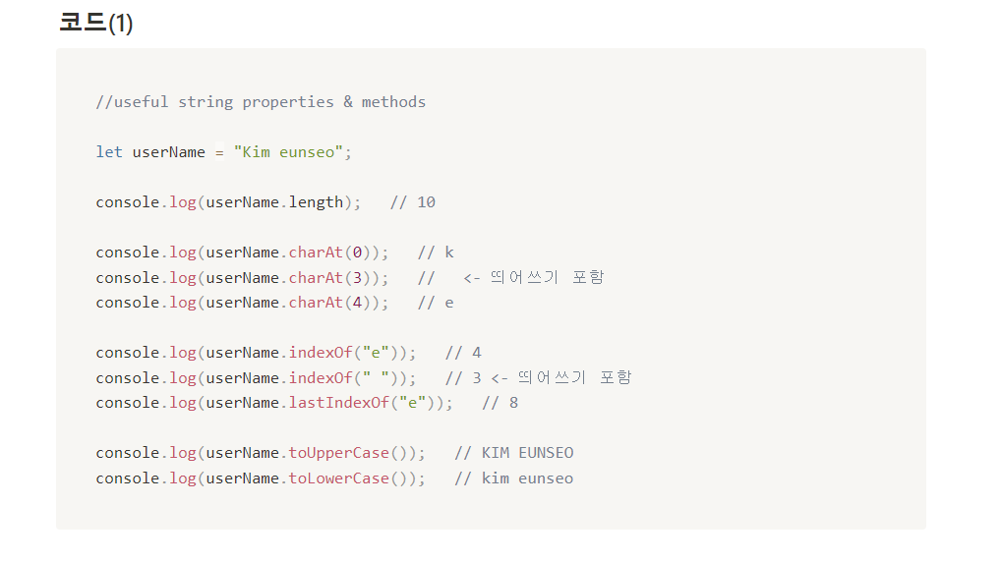 코드(1)
//useful string properties & methods
let userName = "Kim eunseo";
console.log(userName.length);   // 10
console.log(userName.charAt(0));   // k
console.log(userName.charAt(3));   //   <- 띄어쓰기 포함
console.log(userName.charAt(4));   // e
console.log(userName.indexOf("e"));   // 4
console.log(userName.indexOf(" "));   // 3 <- 띄어쓰기 포함
console.log(userName.lastIndexOf("e"));   // 8
console.log(userName.toUpperCase());   // KIM EUNSEO
console.log(userName.toLowerCase());   // kim eunseo